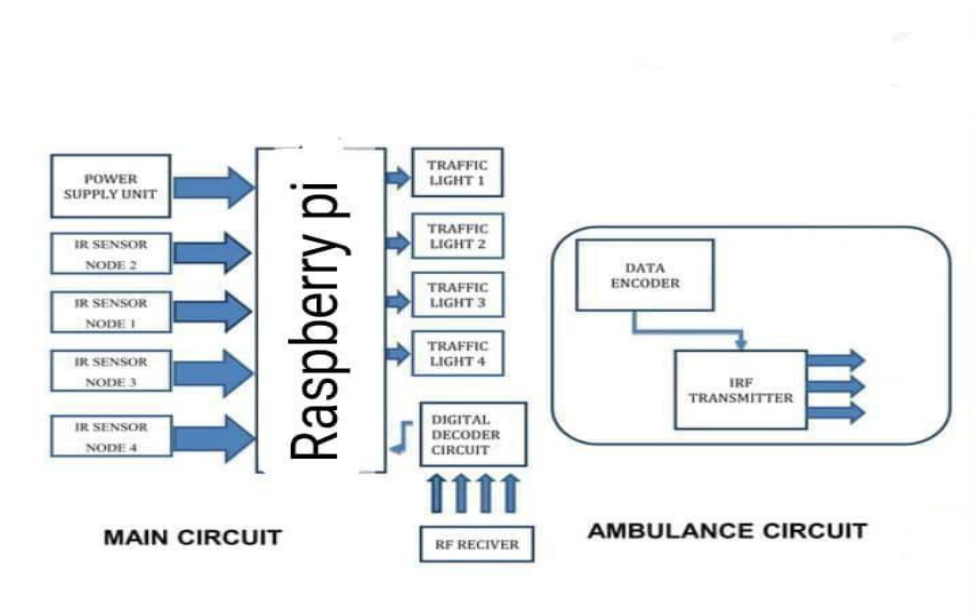 POWER
SUPPLY UNIT
IR SENSOR
NODE 2
IR SENSOR
NODE 1
IR SENSOR
NODE 3
IR SENSOR
NODE 4
Raspberry pi
TRAFFIC
LIGHT 1
TRAFFIC
LIGHT 2
TRAFFIC
LIGHT 3
TRAFFIC
LIGHT 4
DIGITAL
DECODER
CIRCUIT
RF RECIVER
MAIN CIRCUIT
DATA
ENCODER
IRF
TRANSMITTER
AMBULANCE CIRCUIT